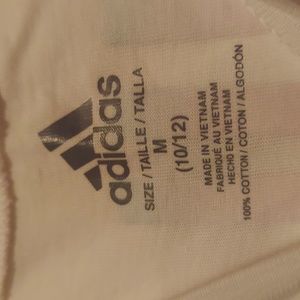 adidas
SIZE / TAILLE / TALLA
M
(10/12)
MADE IN VIETNAM
FABRIQUÉ AU VIETNAM
HECHO EN VIETNAM
100% COTTON / COTON / ALGODÓN